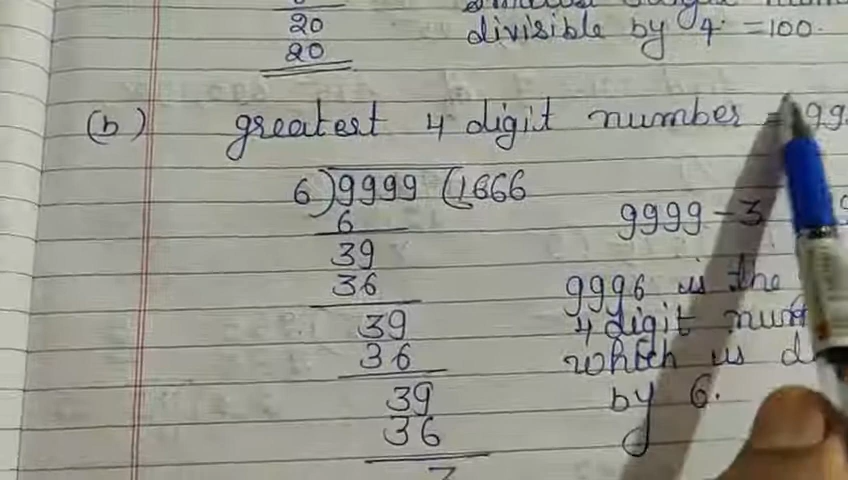 20
20
divisible by 4 = 100.
(b) greatest 4 digit number = 99
6)9999(1666
6
39
36
39
36
39
36
9999-3
9996 is the
4 digit
which is d
by 6.